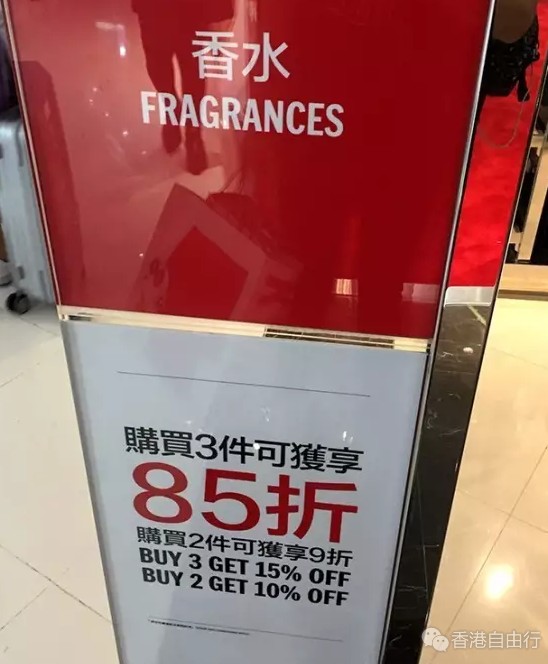 香水
FRAGRANCES
購買3件可獲享
85折
購買2件可獲享9折
BUY 3 GET 15% OFF
BUY 2 GET 10% OFF
香港自由行